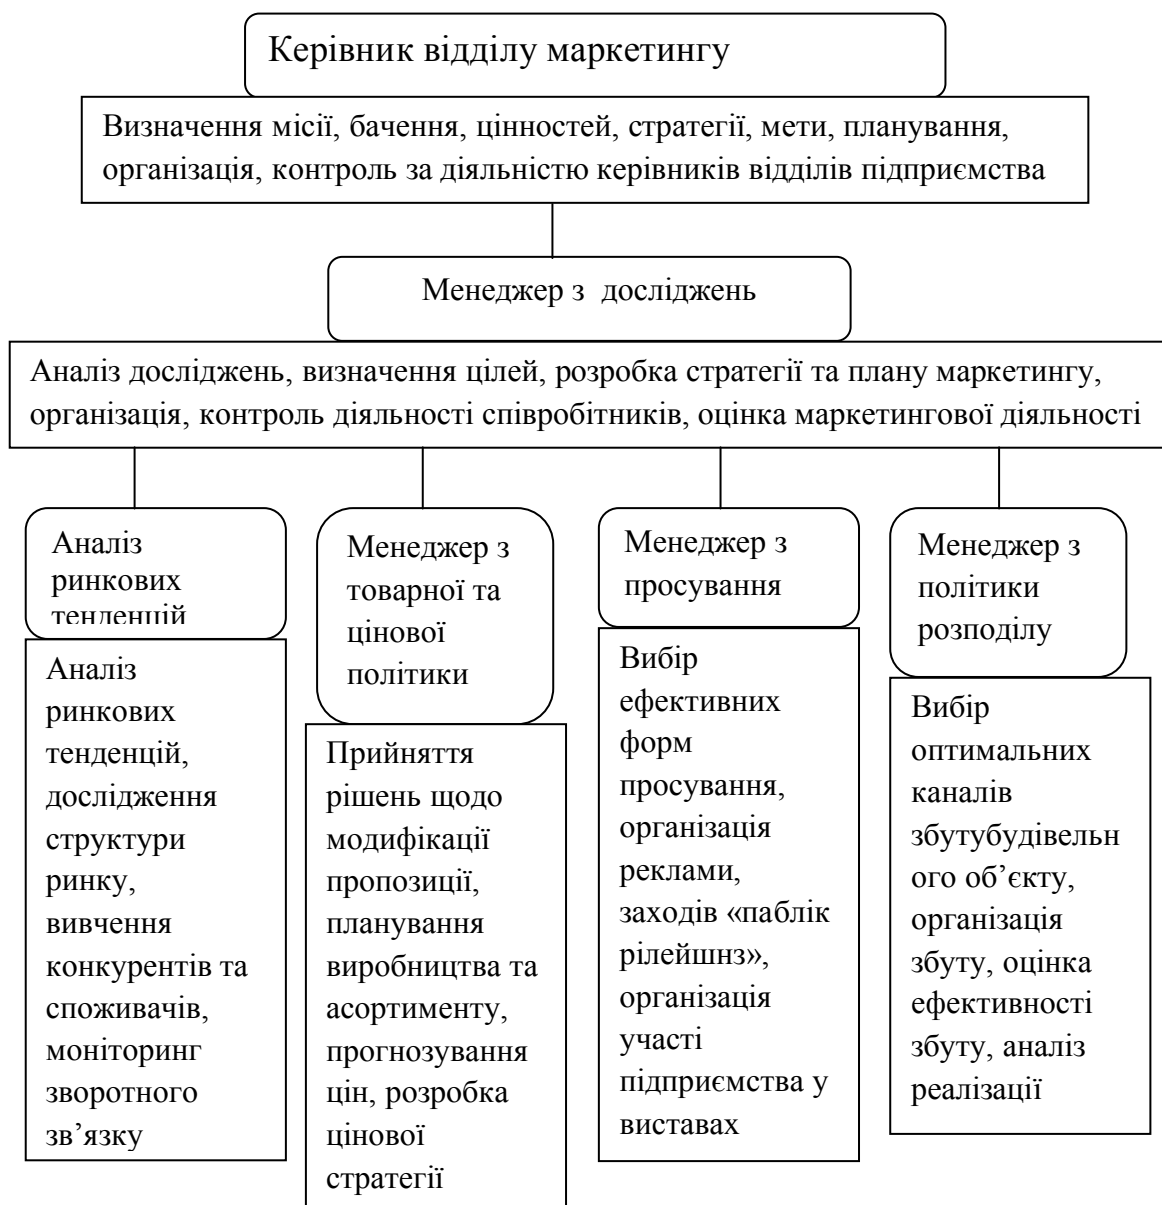 Керівник відділу маркетингу
Визначення місії, бачення, цінностей, стратегії, мети, планування,
організація, контроль за діяльністю керівників відділів підприємства
Менеджер з досліджень
Аналіз досліджень, визначення цілей, розробка стратегії та плану маркетингу,
організація, контроль діяльності співробітників, оцінка маркетингової діяльності
Аналіз
ринкових
тенденцій
Аналіз
ринкових
тенденцій,
дослідження
структури
ринку,
вивчення
конкурентів та
споживачів,
моніторинг
зворотного
зв’язку
Менеджер з
товарної та
цінової
політики
Прийняття
рішень щодо
модифікації
пропозиції,
планування
виробництва та
асортименту,
прогнозування
цін, розробка
цінової
стратегії
Менеджер з
просування
Вибір
ефективних
форм
просування,
організація
реклами,
заходів «паблік
рілейшнз»,
організація
участі
підприємства у
виставах
Менеджер з
політики
розподілу
Вибір
оптимальних
каналів
збутубудівельн
ого об’єкту,
організація
збуту, оцінка
ефективності
збуту, аналіз
реалізації